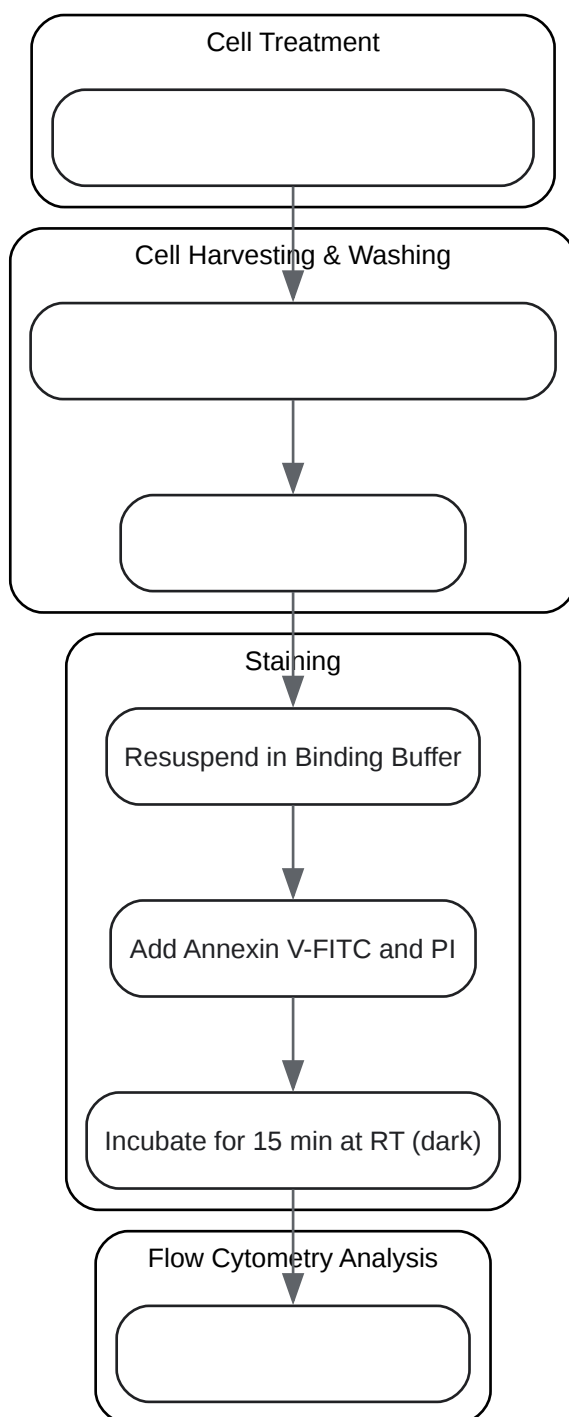 Cell Treatment
Cell Harvesting & Washing
Staining
Resuspend in Binding Buffer
Add Annexin V-FITC and PI
Incubate for 15 min at RT (dark)
Flow Cytometry Analysis